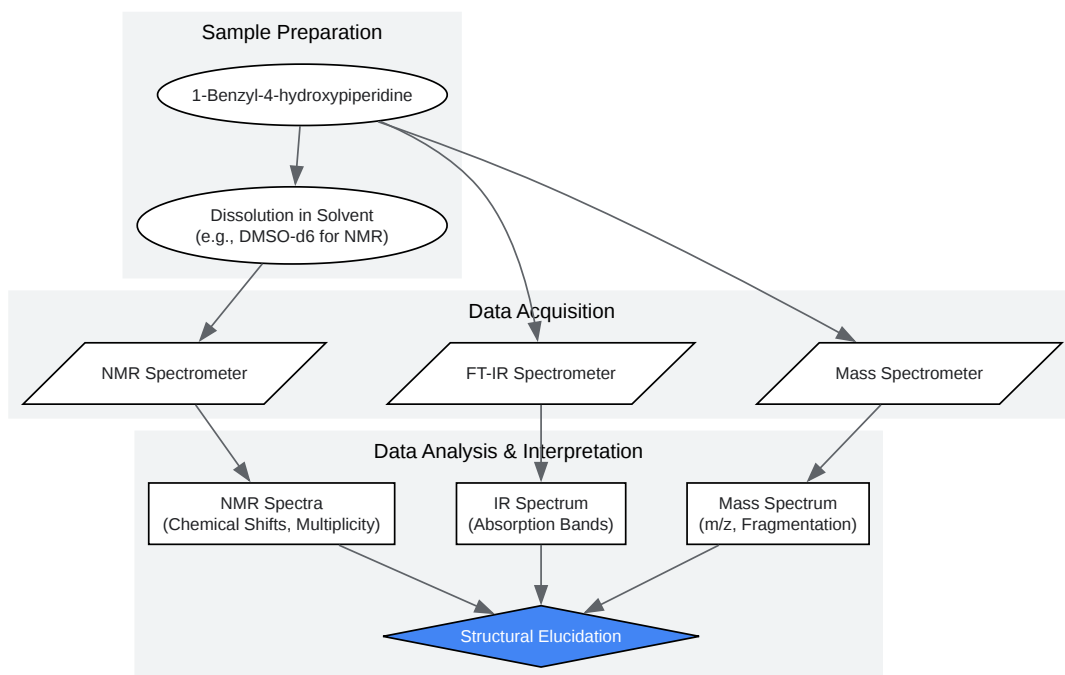 Sample Preparation
1-Benzyl-4-hydroxypiperidine
Dissolution in Solvent
(e.g., DMSO-d6 for NMR)
Data Acquisition
NMR Spectrometer
FT-IR Spectrometer
Mass Spectrometer
Data Analysis & Interpretation
NMR Spectra
(Chemical Shifts, Multiplicity)
IR Spectrum
(Absorption Bands)
Mass Spectrum
(m/z, Fragmentation)
Structural Elucidation